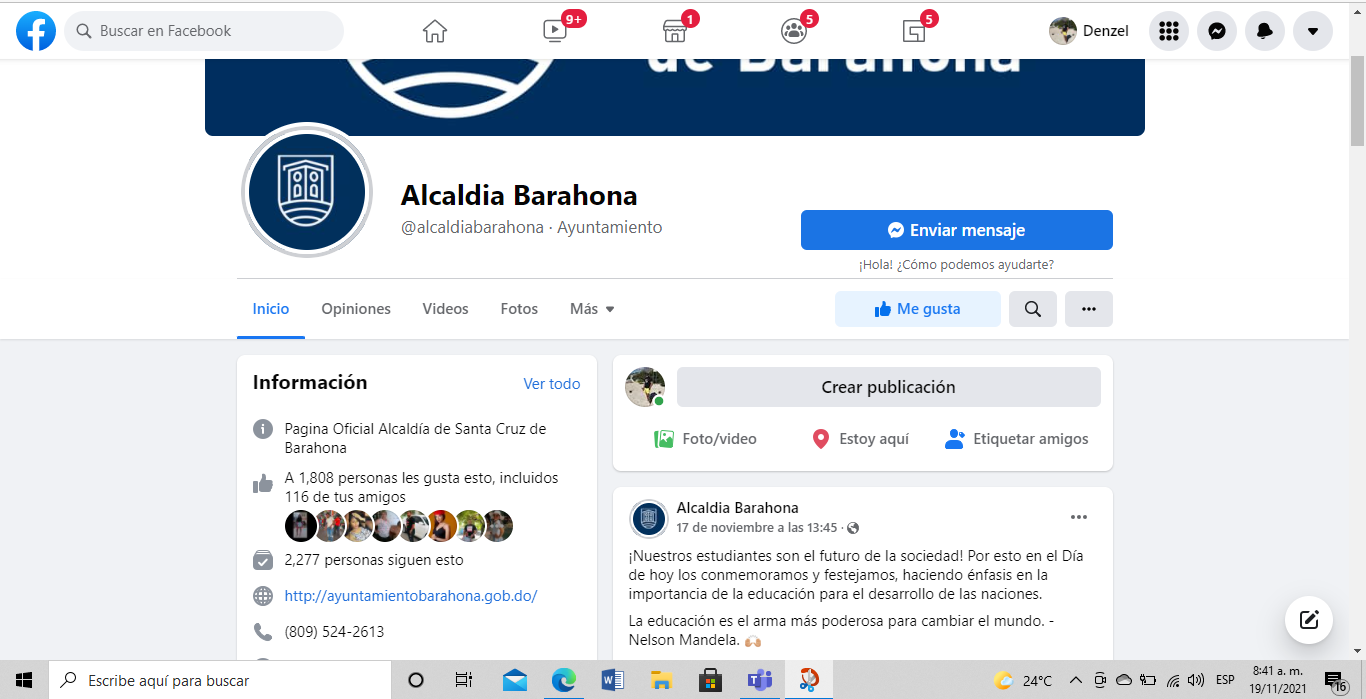 Buscar en Facebook
9+
1
5
5
Denzel
de Barahona
Alcaldia Barahona
@alcaldiabarahona · Ayuntamiento
Enviar mensaje
¡Hola! ¿Cómo podemos ayudarte?
Inicio
Opiniones
Videos
Fotos
Más
Me gusta
Información
Ver todo
Pagina Oficial Alcaldía de Santa Cruz de
Barahona
A 1,808 personas les gusta esto, incluidos
116 de tus amigos
2,277 personas siguen esto
http://ayuntamientobarahona.gob.do/
(809) 524-2613
Crear publicación
Foto/video
Estoy aquí
Etiquetar amigos
Alcaldia Barahona
17 de noviembre a las 13:45 ·
¡Nuestros estudiantes son el futuro de la sociedad! Por esto en el Día
de hoy los conmemoramos y festejamos, haciendo énfasis en la
importancia de la educación para el desarrollo de las naciones.
La educación es el arma más poderosa para cambiar el mundo. -
Nelson Mandela. 🙌🏼
Escribe aquí para buscar
24°C
ESP
8:41 a. m.
19/11/2021
16